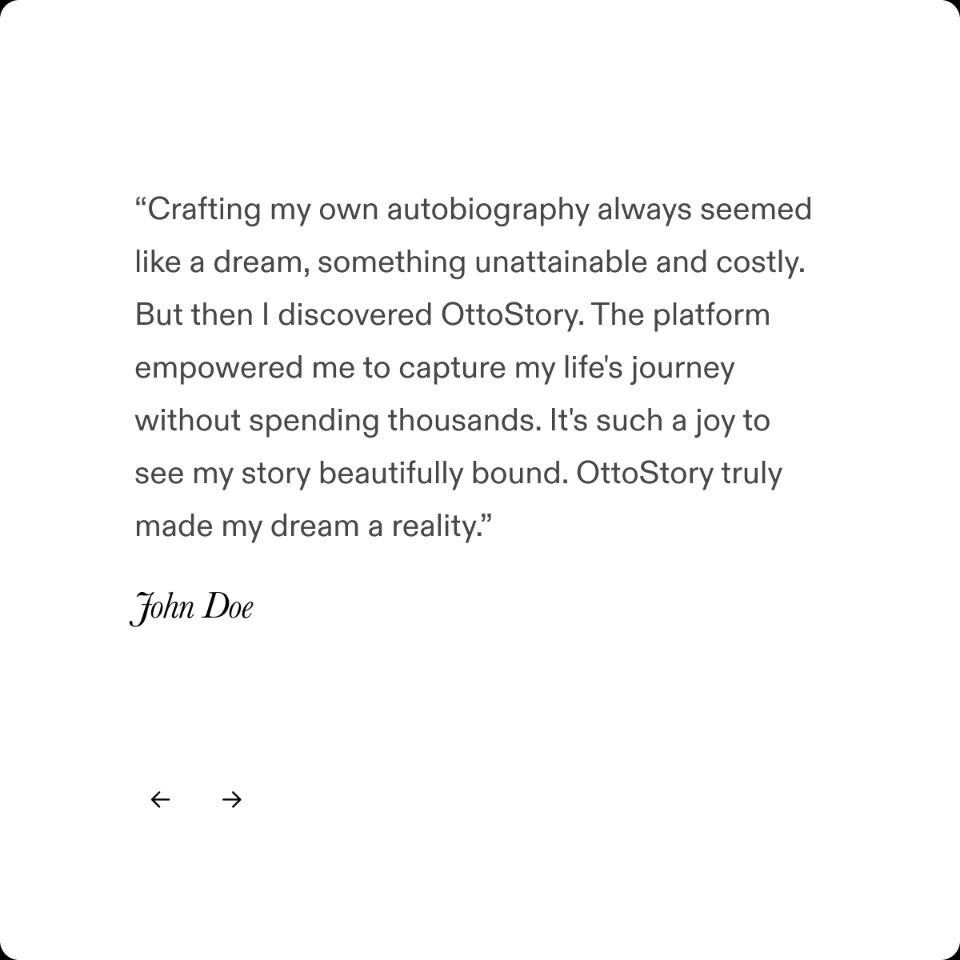 “Crafting my own autobiography always seemed
like a dream, something unattainable and costly.
But then I discovered OttoStory. The platform
empowered me to capture my life's journey
without spending thousands. It's such a joy to
see my story beautifully bound. OttoStory truly
made my dream a reality.”
John Doe